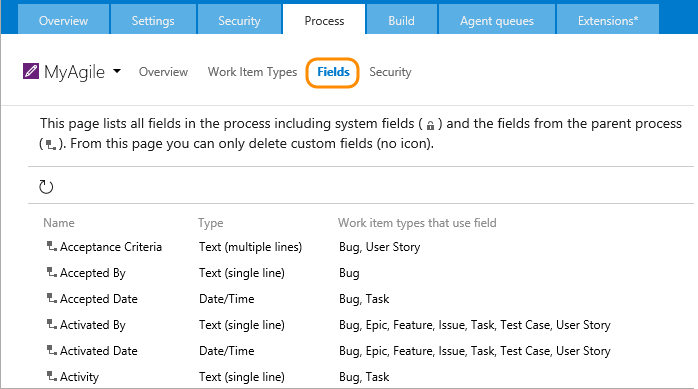 Overview Settings Security Process Build Agent queues Extensions*
MyAgile Overview Work Item Types Fields Security
This page lists all fields in the process including system fields ( ) and the fields from the parent process
( ). From this page you can only delete custom fields (no icon).
Name Type Work item types that use field
Acceptance Criteria Text (multiple lines) Bug, User Story
Accepted By Text (single line) Bug
Accepted Date Date/Time Bug, Task
Activated By Text (single line) Bug, Epic, Feature, Issue, Task, Test Case, User Story
Activated Date Date/Time Bug, Epic, Feature, Issue, Task, Test Case, User Story
Activity Text (single line) Bug, Task